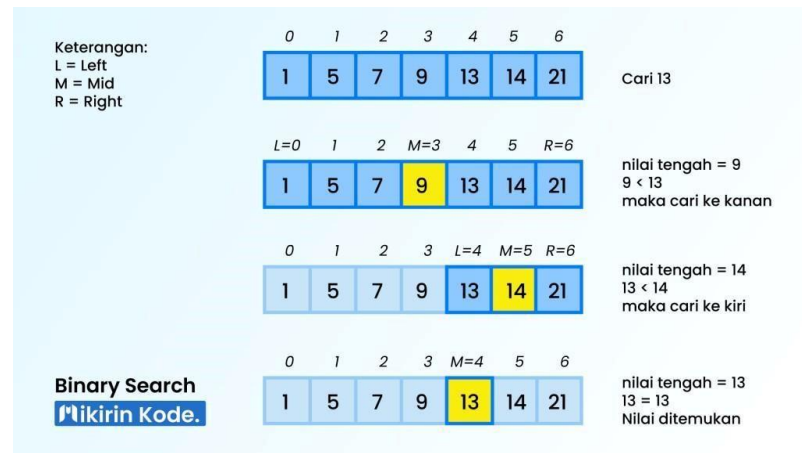 Keterangan:
L = Left
M = Mid
R = Right
0 1 2 3 4 5 6
1 5 7 9 13 14 21
Cari 13
L=0 1 2 M=3 4 5 R=6
1 5 7 9 13 14 21
nilai tengah = 9
9 < 13
maka cari ke kanan
0 1 2 3 L=4 M=5 R=6
1 5 7 9 13 14 21
nilai tengah = 14
13 < 14
maka cari ke kiri
0 1 2 3 M=4 5 6
1 5 7 9 13 14 21
nilai tengah = 13
13 = 13
Nilai ditemukan
Binary Search
Mikirin Kode.